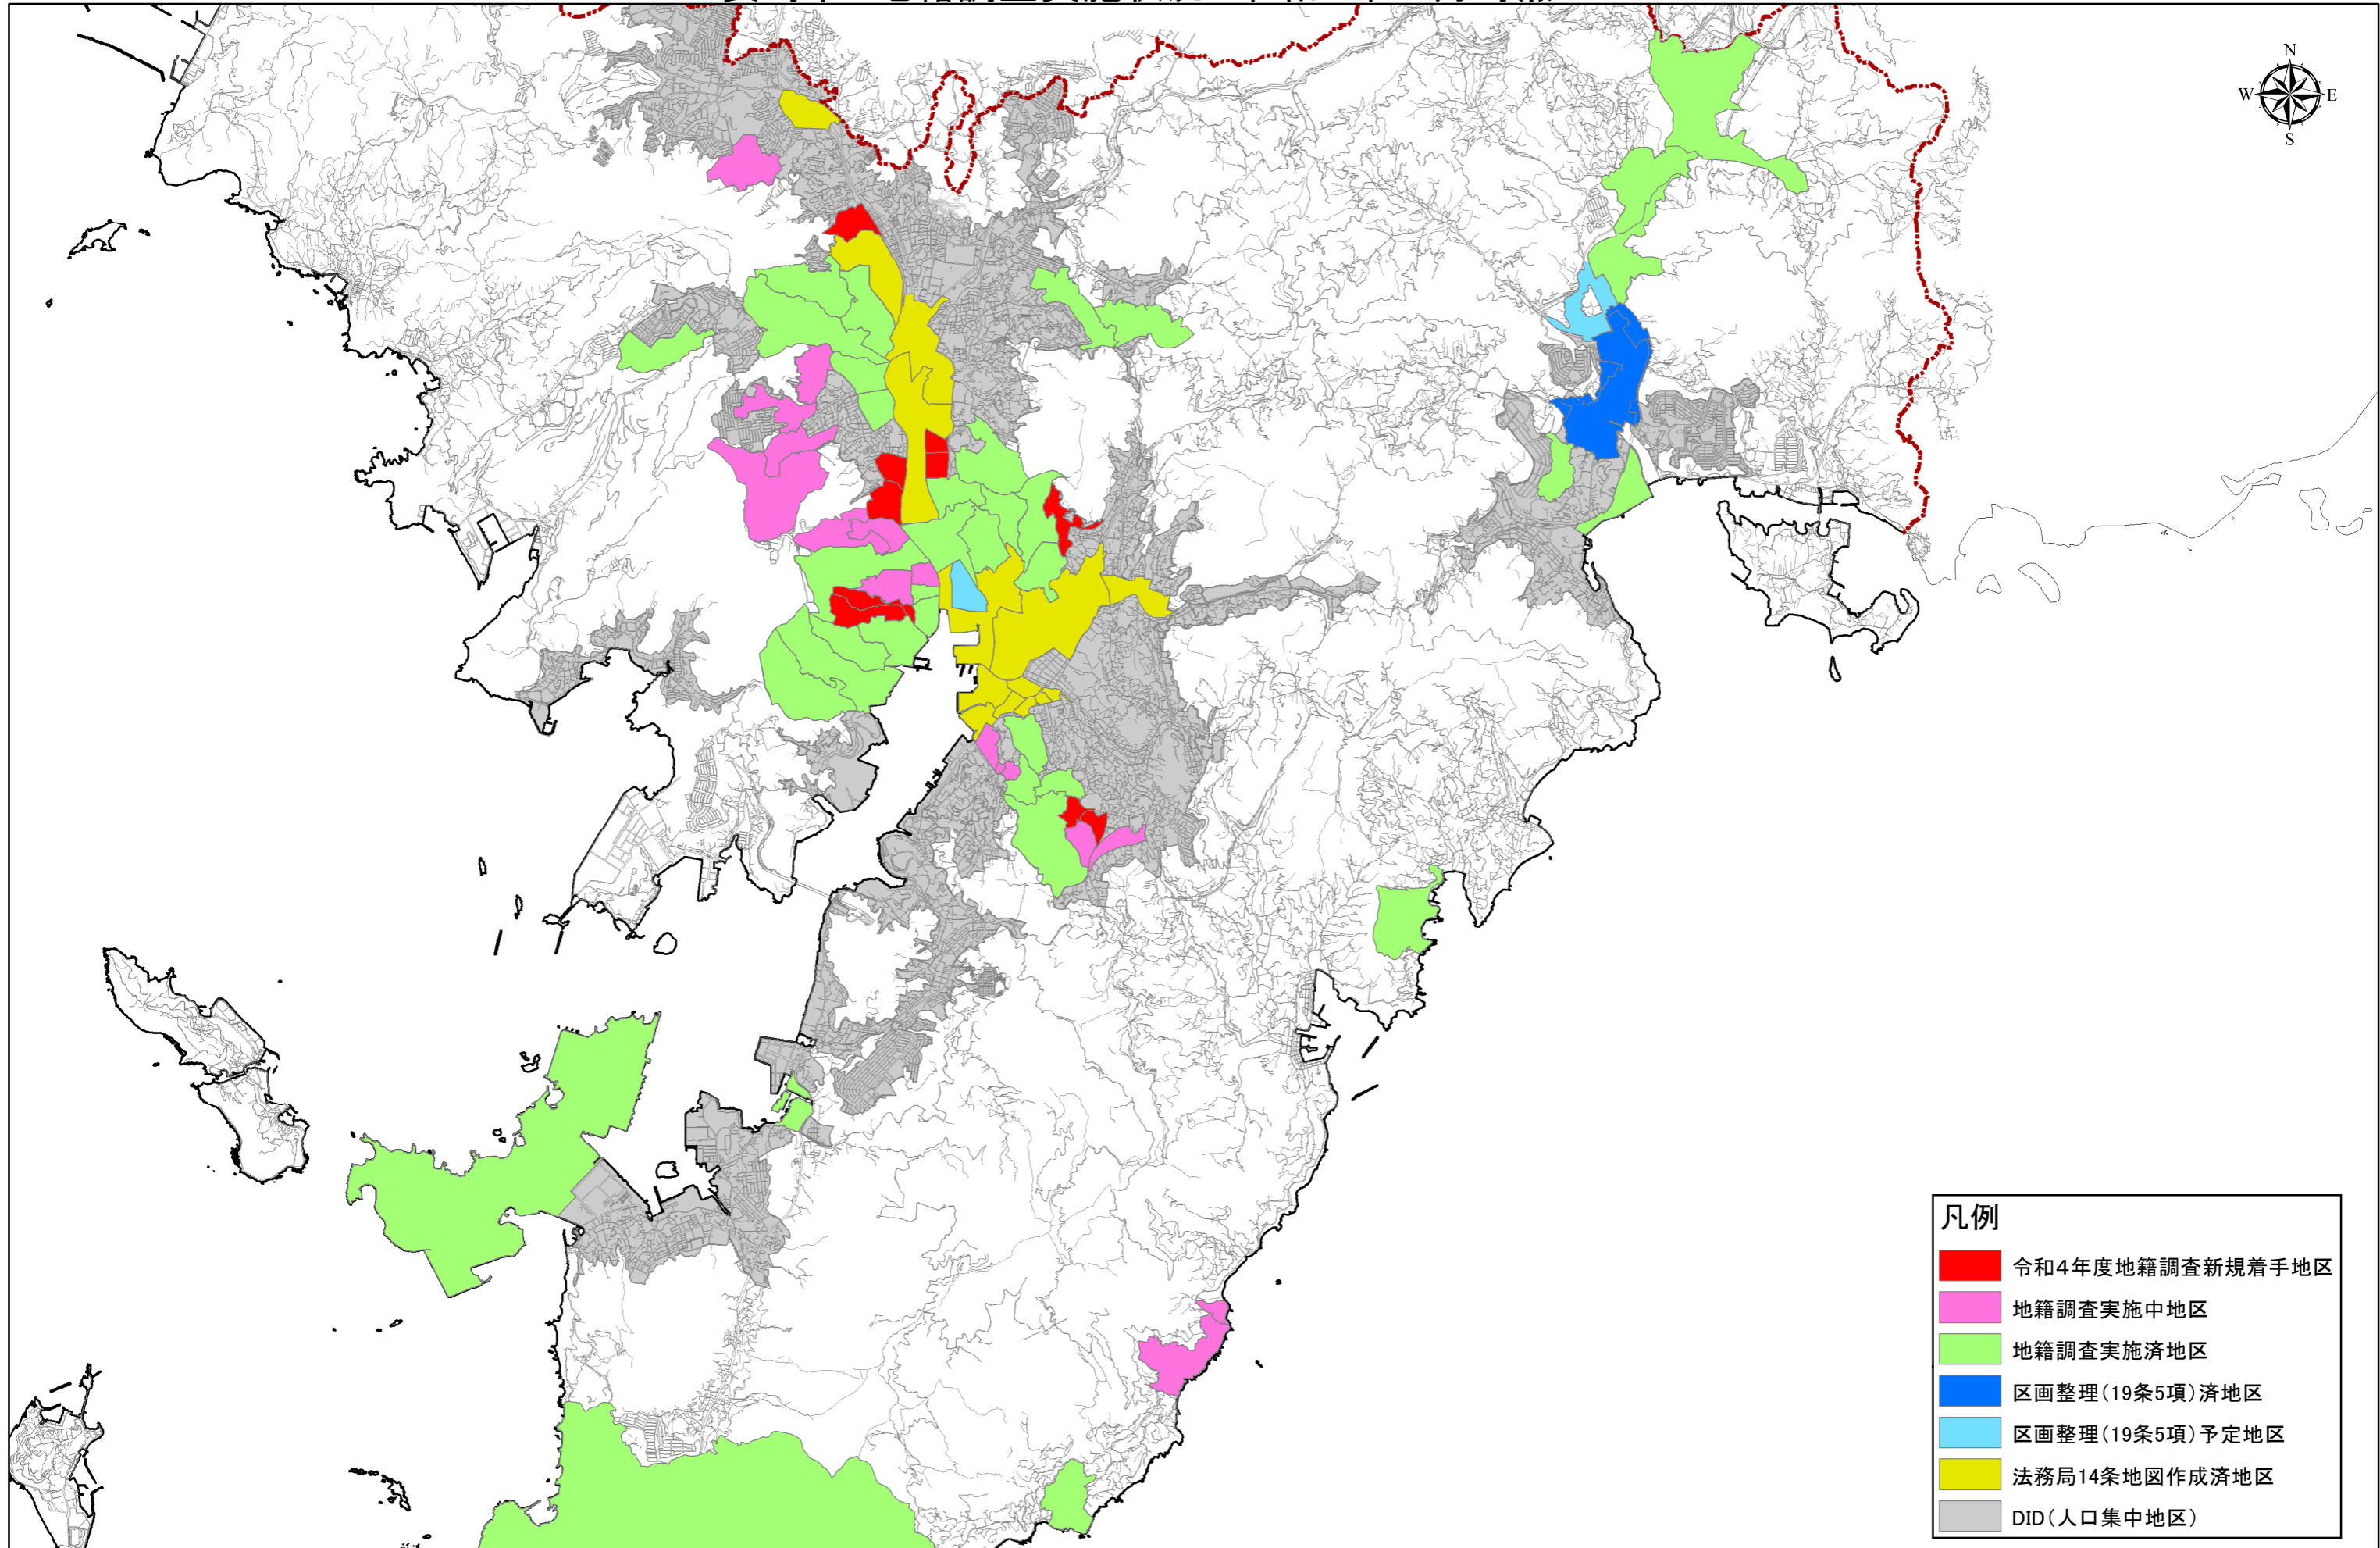 N
W E
S
凡例
令和4年度地籍調査新規着手地区
地籍調査実施中地区
地籍調査実施済地区
区画整理(19条5項)済地区
区画整理(19条5項)予定地区
法務局14条地図作成済地区
DID(人口集中地区)